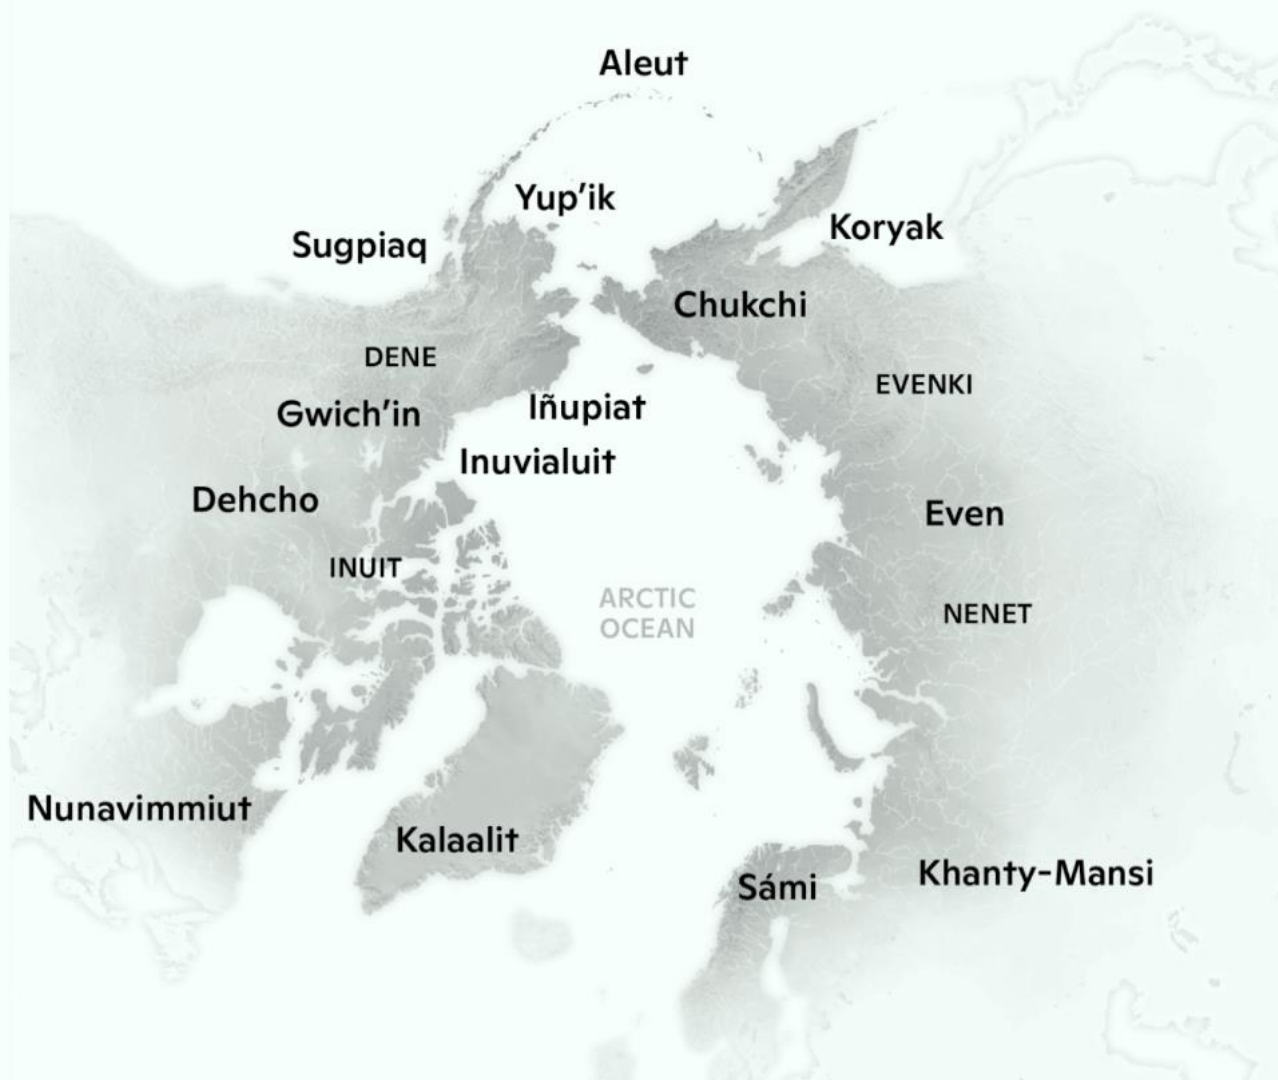 Aleut
Yup’ik
Koryak
Sugpiaq
Chukchi
DENE
EVENKI
Iñupiat
Gwich’in
Inuvialuit
Dehcho
Even
INUIT
ARCTIC
OCEAN
NENET
Nunavimmiut
Kalaalit
Khanty-Mansi
Sámi